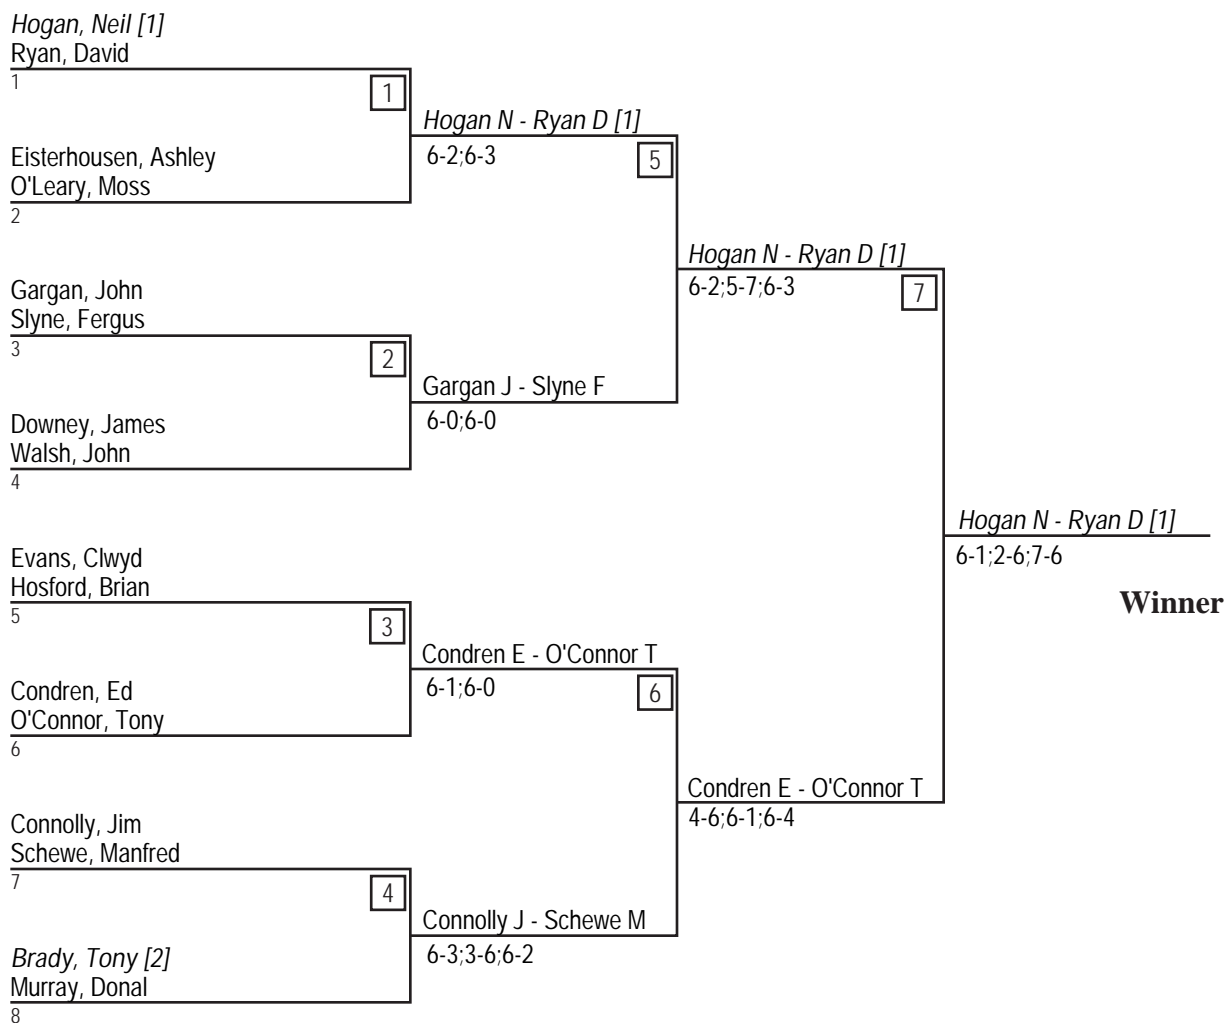 Hogan, Neil [1]
Ryan, David
1
1
Hogan N - Ryan D [1]
6-2;6-3
5
Eisterhousen, Ashley
O'Leary, Moss
2
Hogan N - Ryan D [1]
6-2;5-7;6-3
7
Gargan, John
Slyne, Fergus
3
2
Gargan J - Slyne F
6-0;6-0
Downey, James
Walsh, John
4
Hogan N - Ryan D [1]
6-1;2-6;7-6
Winner
Evans, Clwyd
Hosford, Brian
5
3
Condren E - O'Connor T
6-1;6-0
6
Condren, Ed
O'Connor, Tony
6
Condren E - O'Connor T
4-6;6-1;6-4
Connolly, Jim
Schewe, Manfred
7
4
Connolly J - Schewe M
6-3;3-6;6-2
Brady, Tony [2]
Murray, Donal
8